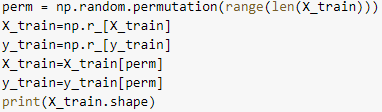 perm = np.random.permutation(range(len(X_train)))
X_train=np.r_[X_train]
y_train=np.r_[y_train]
X_train=X_train[perm]
y_train=y_train[perm]
print(X_train.shape)